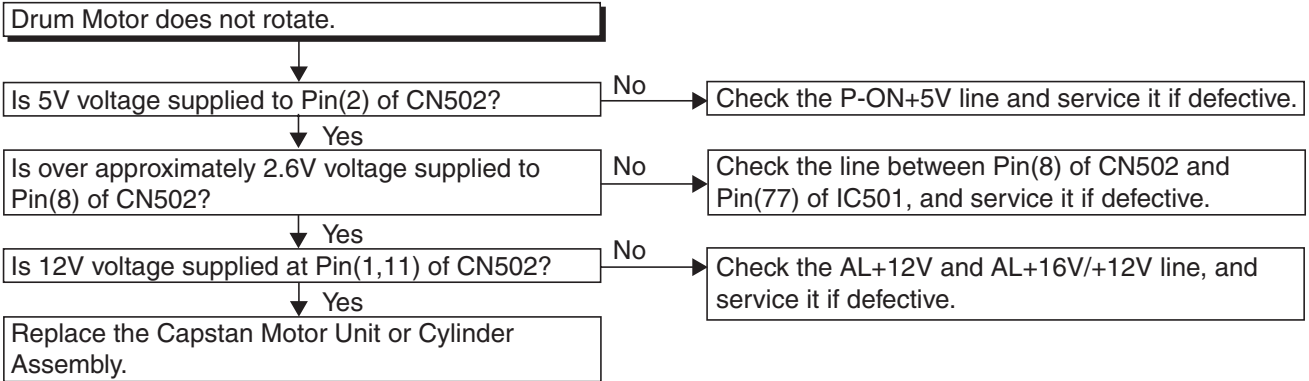 Drum Motor does not rotate.
Is 5V voltage supplied to Pin(2) of CN502?
No
Check the P-ON+5V line and service it if defective.
Yes
Is over approximately 2.6V voltage supplied to
Pin(8) of CN502?
No
Check the line between Pin(8) of CN502 and
Pin(77) of IC501, and service it if defective.
Yes
Is 12V voltage supplied at Pin(1,11) of CN502?
No
Check the AL+12V and AL+16V/+12V line, and
service it if defective.
Yes
Replace the Capstan Motor Unit or Cylinder
Assembly.